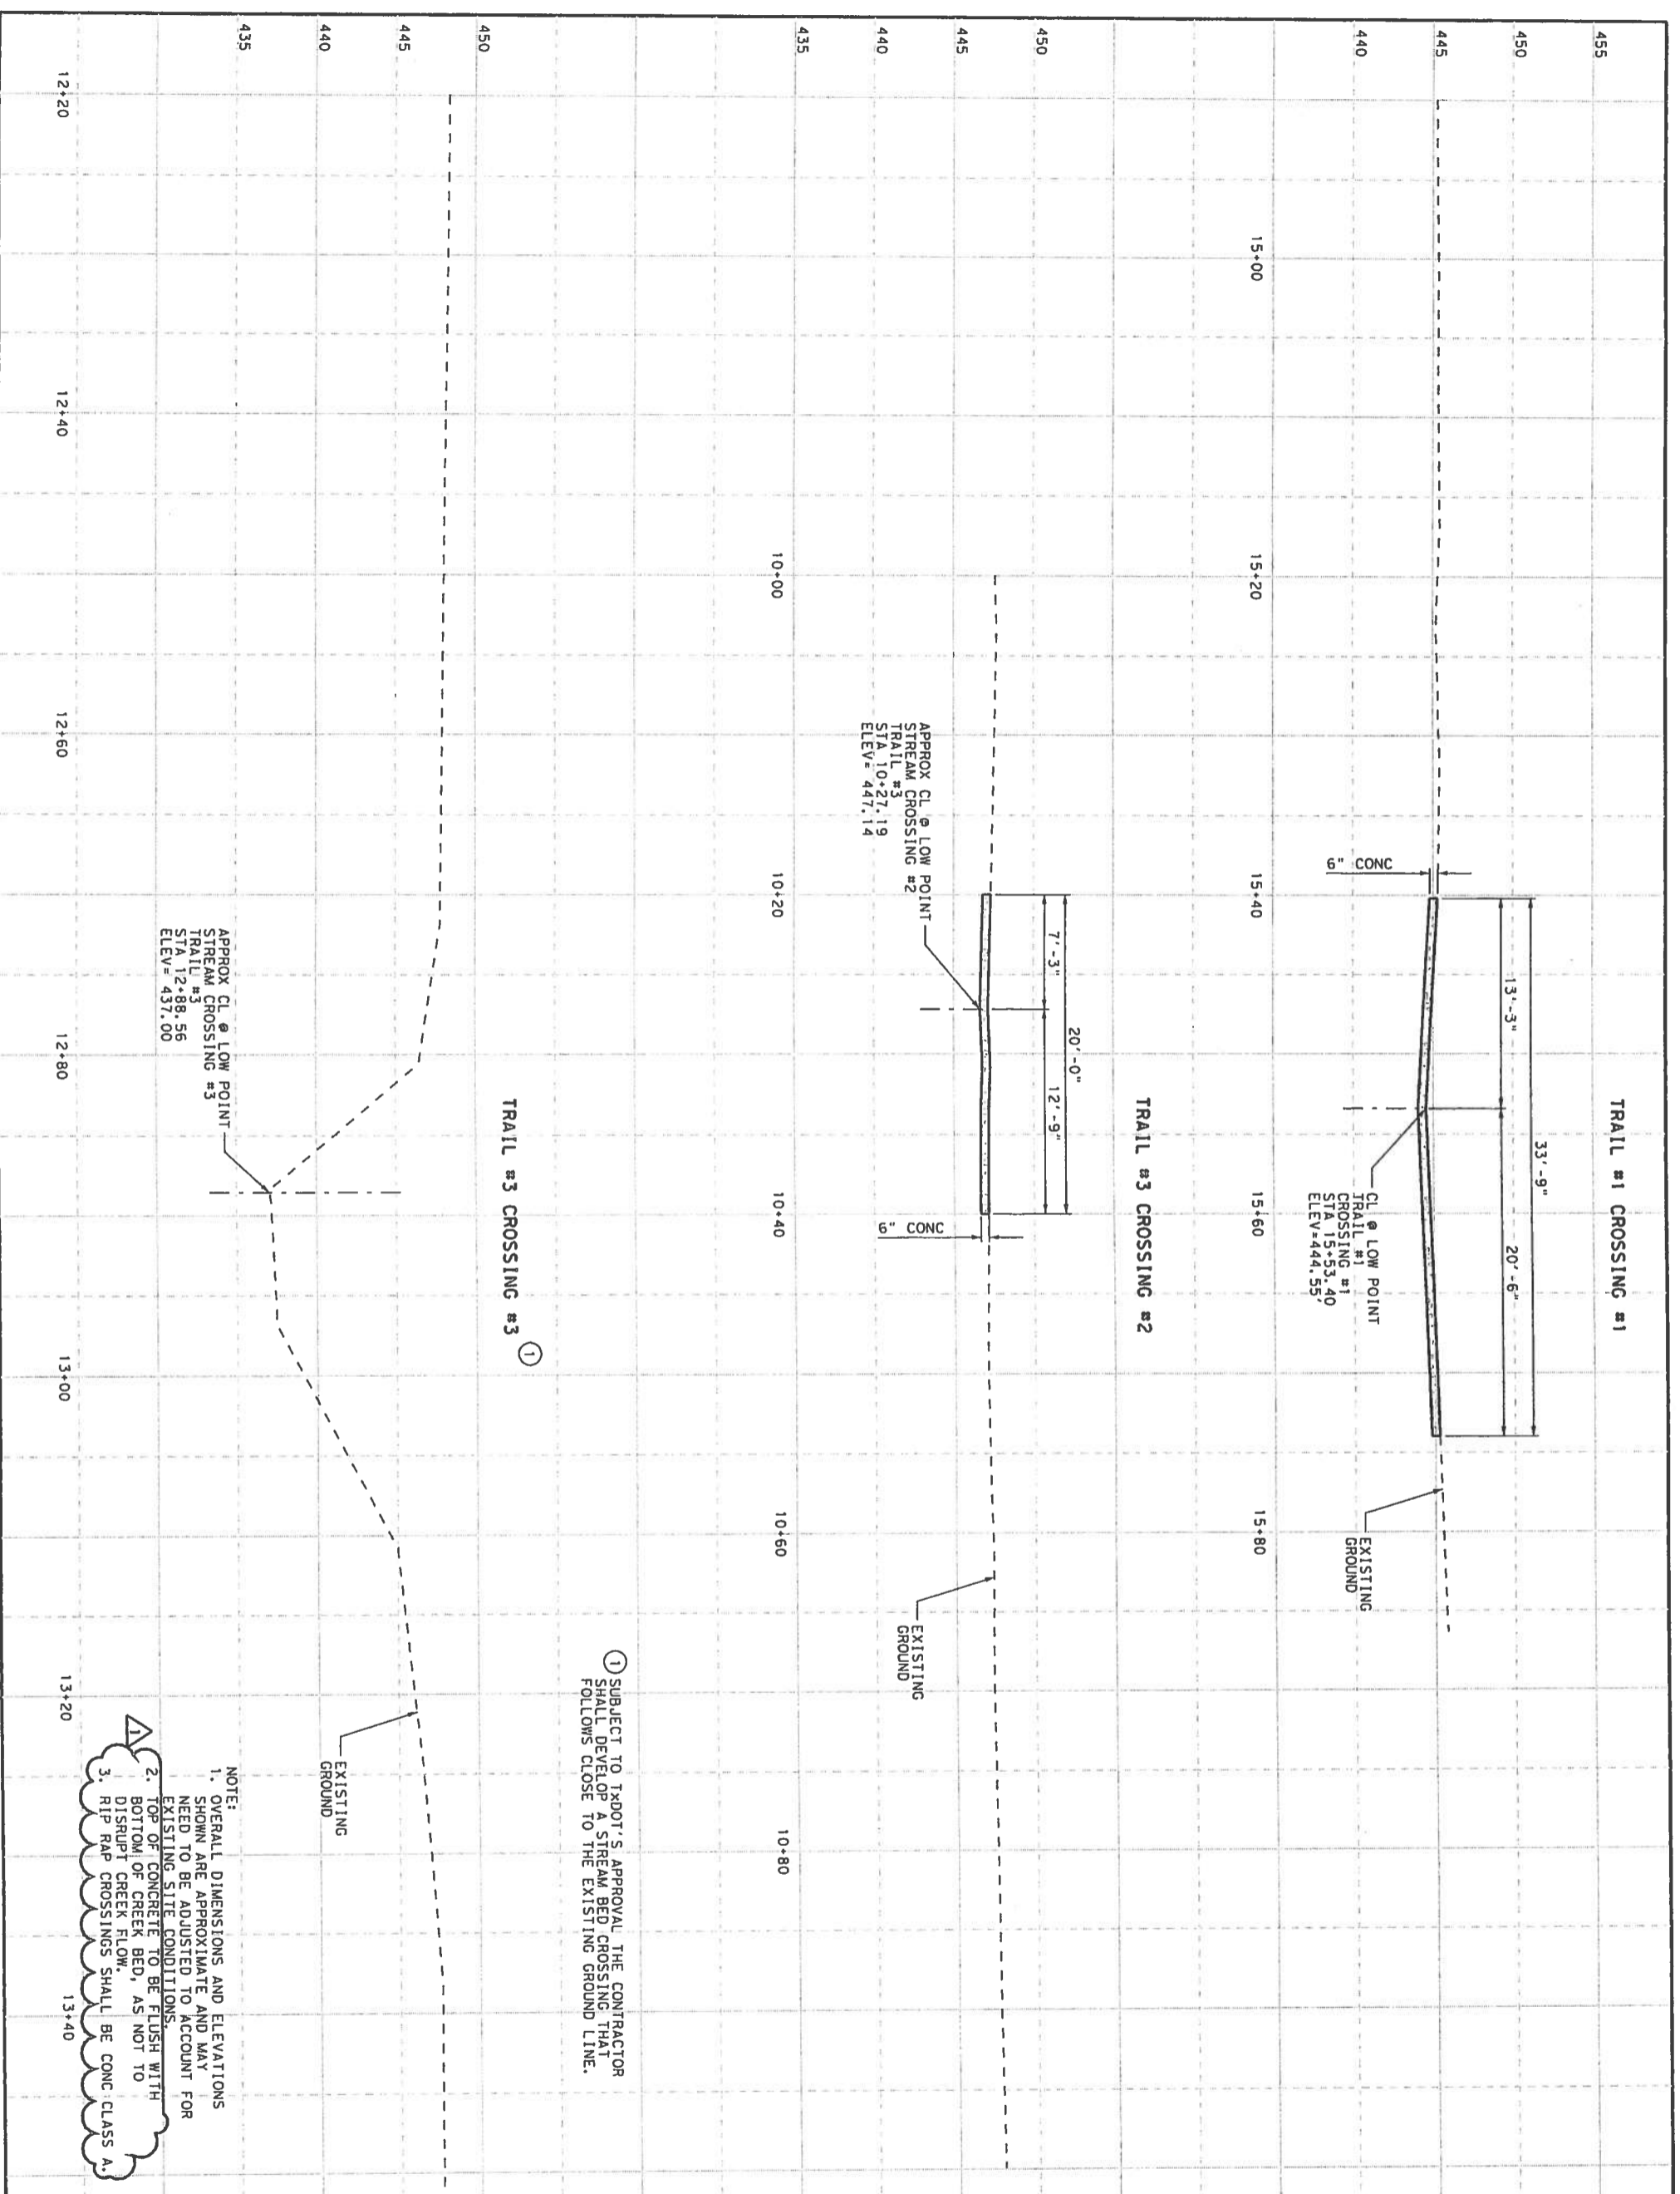 TRAIL #1 CROSSING #1
455
450
445
440
33'-9"
13'-3"
20'-6"
6" CONC
CL @ LOW POINT
TRAIL #1
CROSSING #1
STA 15+53.40
ELEV=444.55'
EXISTING
GROUND
15+00
15+20
15+40
15+60
15+80
TRAIL #3 CROSSING #2
450
445
440
435
20'-0"
7'-3"
12'-9"
6" CONC
APPROX CL @ LOW POINT
STREAM CROSSING #2
TRAIL #3
STA 10+27.19
ELEV= 447.14
EXISTING
GROUND
10+00
10+20
10+40
10+60
10+80
1 SUBJECT TO TxDOT'S APPROVAL THE CONTRACTOR
SHALL DEVELOP A STREAM BED CROSSING THAT
FOLLOWS CLOSE TO THE EXISTING GROUND LINE.
TRAIL #3 CROSSING #3 1
450
445
440
435
APPROX CL @ LOW POINT
STREAM CROSSING #3
TRAIL #3
STA 12+88.56
ELEV= 437.00
EXISTING
GROUND
12+20
12+40
12+60
12+80
13+00
13+20
13+40
NOTE:
1. OVERALL DIMENSIONS AND ELEVATIONS
SHOWN ARE APPROXIMATE AND MAY
NEED TO BE ADJUSTED TO ACCOUNT FOR
EXISTING SITE CONDITIONS.
2. TOP OF CONCRETE TO BE FLUSH WITH
BOTTOM OF CREEK BED, AS NOT TO
DISRUPT CREEK FLOW.
3. RIP RAP CROSSINGS SHALL BE CONC CLASS A.
1